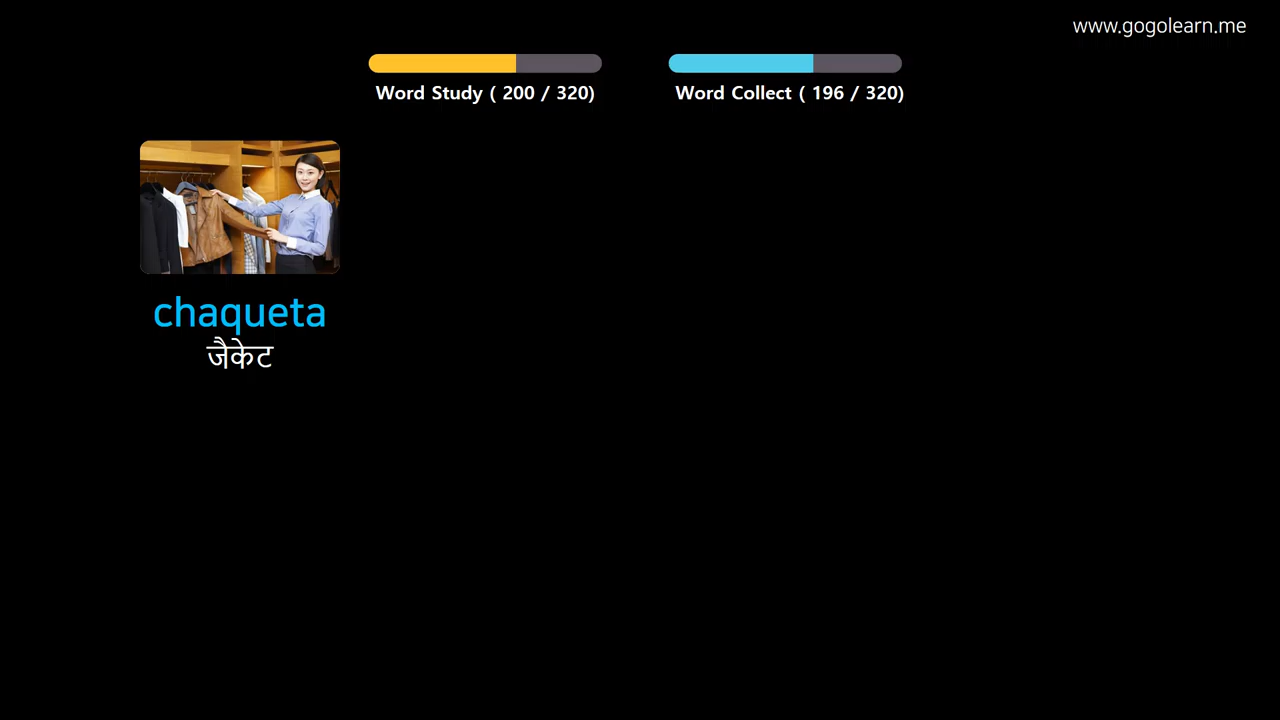 www.gogolearn.me
Word Study ( 200 / 320)
Word Collect ( 196 / 320)
chaqueta
जैकेट